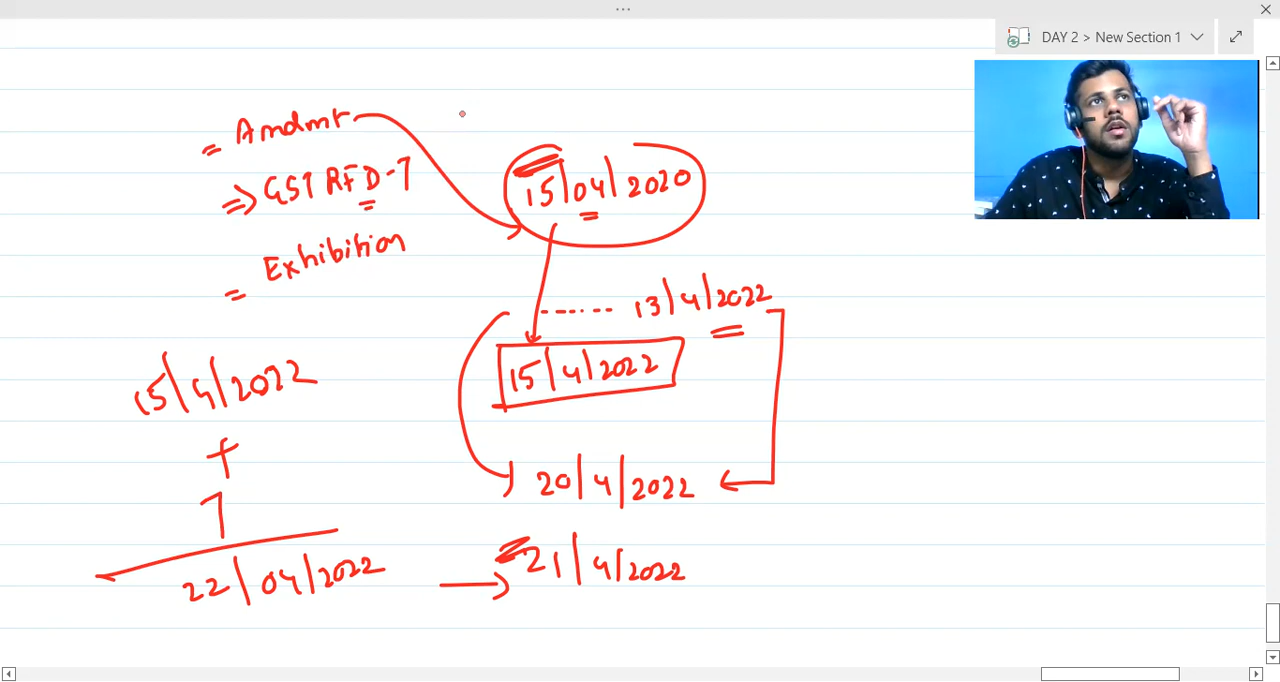 DAY 2 > New Section 1
= Amdmt
15/04/2020
=> GST RFD-7
= Exhibition
...... 13/4/2022
15/4/2022
15/4/2022
+
7
20/4/2022
22/04/2022
21/4/2022